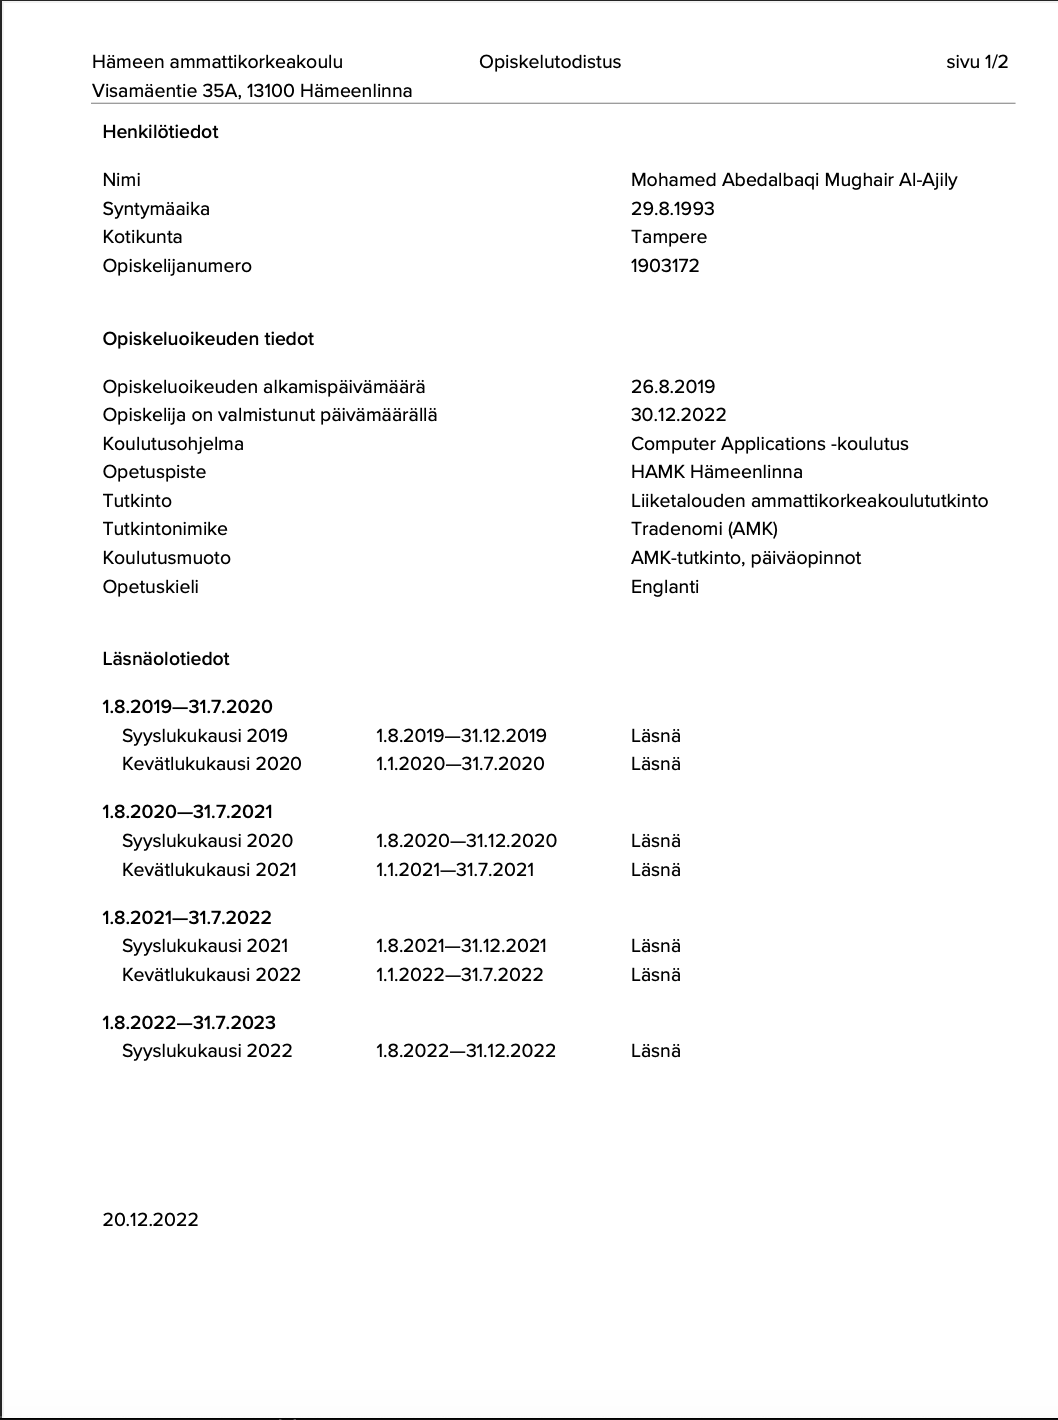 Hämeen ammattikorkeakoulu Opiskelutodistus sivu 1/2
Visamäentie 35A, 13100 Hämeenlinna
Henkilötiedot
Nimi Mohamed Abedalbaqi Mughair Al-Ajily
Syntymäaika 29.8.1993
Kotikunta Tampere
Opiskelijanumero 1903172
Opiskeluoikeuden tiedot
Opiskeluoikeuden alkamispäivämäärä 26.8.2019
Opiskelija on valmistunut päivämäärällä 30.12.2022
Koulutusohjelma Computer Applications -koulutus
Opetuspiste HAMK Hämeenlinna
Tutkinto Liiketalouden ammattikorkeakoulututkinto
Tutkintonimike Tradenomi (AMK)
Koulutusmuoto AMK-tutkinto, päiväopinnot
Opetuskieli Englanti
Läsnäolotiedot
1.8.2019—31.7.2020
Syyslukukausi 2019 1.8.2019—31.12.2019 Läsnä
Kevätlukukausi 2020 1.1.2020—31.7.2020 Läsnä
1.8.2020—31.7.2021
Syyslukukausi 2020 1.8.2020—31.12.2020 Läsnä
Kevätlukukausi 2021 1.1.2021—31.7.2021 Läsnä
1.8.2021—31.7.2022
Syyslukukausi 2021 1.8.2021—31.12.2021 Läsnä
Kevätlukukausi 2022 1.1.2022—31.7.2022 Läsnä
1.8.2022—31.7.2023
Syyslukukausi 2022 1.8.2022—31.12.2022 Läsnä
20.12.2022